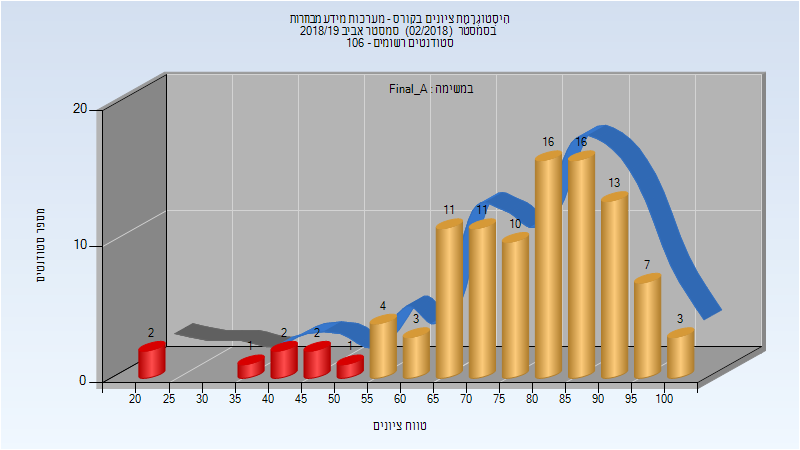 היסטוגרמת ציונים בקורס - מערכות מידע מבוזרות
בסמסטר (02/2018) סמסטר אביב 2018/19
סטודנטים רשומים - 106
במשימה : Final_A
מספר סטודנטים
20
10
0
2
1
2
2
1
4
3
11
11
10
16
16
13
7
3
20 25 30 35 40 45 50 55 60 65 70 75 80 85 90 95 100
טווח ציונים